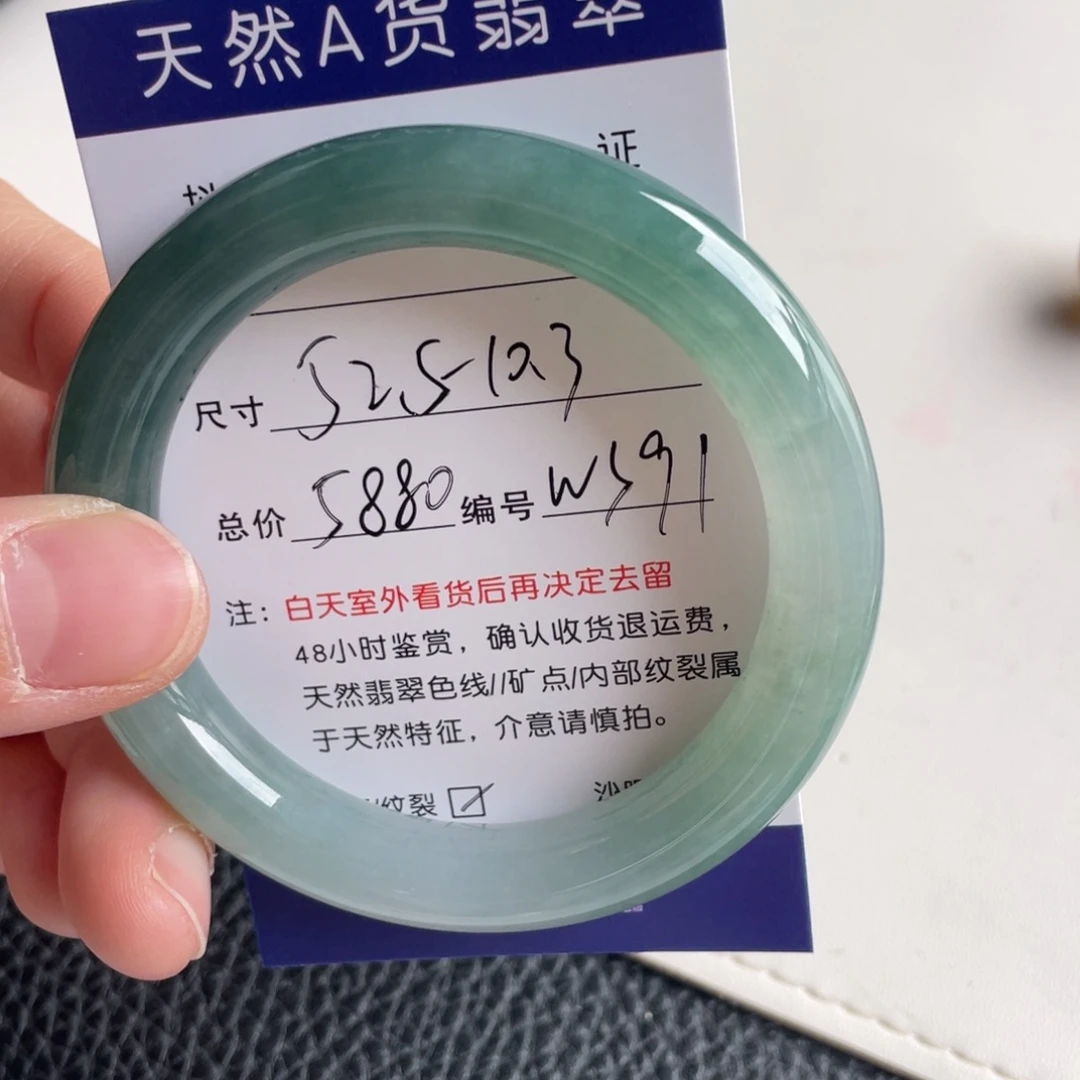 天然A货翡翠
证
尺寸 52.5-10.3
总价 5880 编号 W591
注：白天室外看货后再决定去留
48小时鉴赏，确认收货退运费，
天然翡翠色线//矿点/内部纹裂属
于天然特征，介意请慎拍。
纹裂 ☑